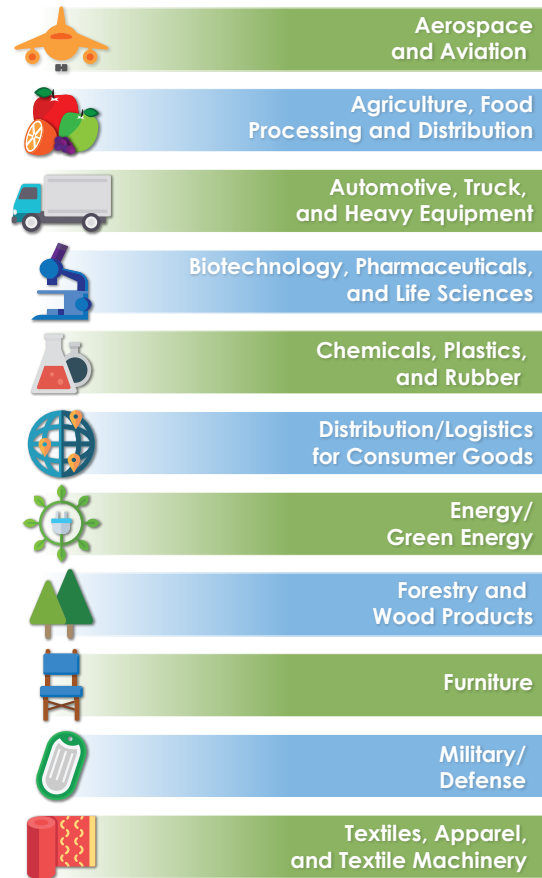 Aerospace
and Aviation
Agriculture, Food
Processing and Distribution
Automotive, Truck,
and Heavy Equipment
Biotechnology, Pharmaceuticals,
and Life Sciences
Chemicals, Plastics,
and Rubber
Distribution/Logistics
for Consumer Goods
Energy/
Green Energy
Forestry and
Wood Products
Furniture
Military/
Defense
Textiles, Apparel,
and Textile Machinery